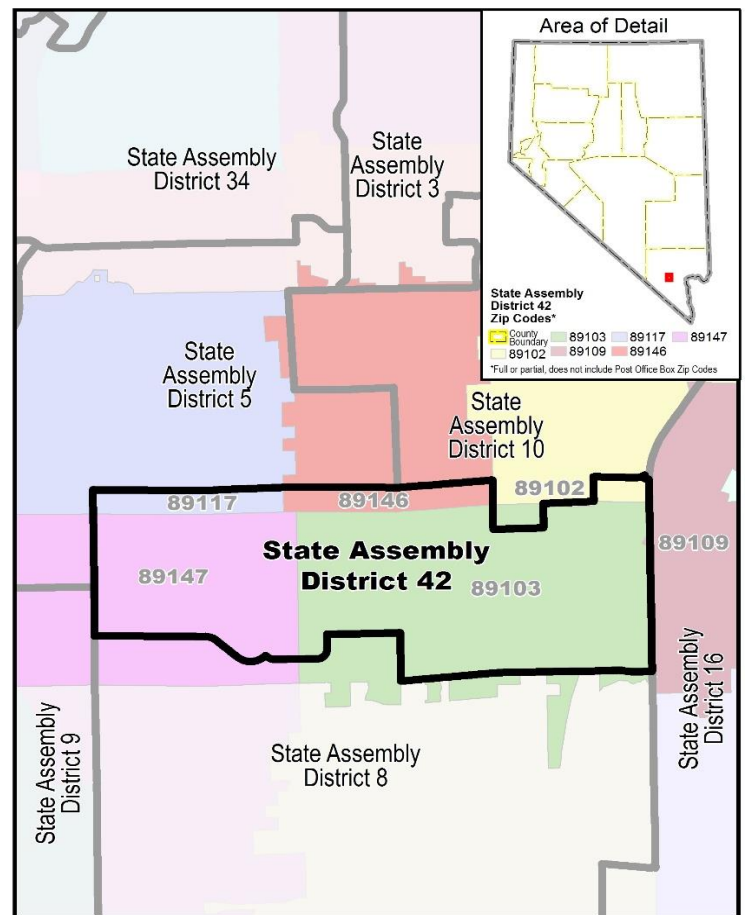 Area of Detail
State Assembly
District 42
Zip Codes*
County
Boundary
89103
89117
89147
89102
89109
89146
*Full or partial, does not include Post Office Box Zip Codes
State Assembly
District 34
State
Assembly
District 3
State
Assembly
District 5
State
Assembly
District 10
89117
89146
89102
89109
State Assembly
District 42
89147
89103
State Assembly
District 16
State Assembly
District 9
State Assembly
District 8